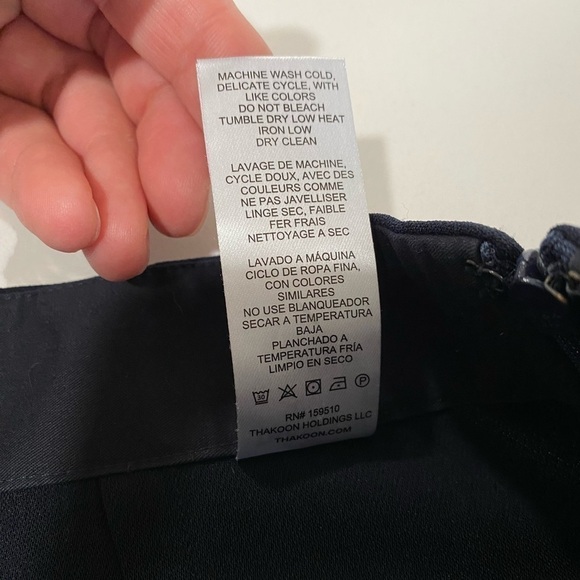 MACHINE WASH COLD,
DELICATE CYCLE, WITH
LIKE COLORS
DO NOT BLEACH
TUMBLE DRY LOW HEAT
IRON LOW
DRY CLEAN
LAVAGE DE MACHINE,
CYCLE DOUX, AVEC DES
COULEURS COMME
NE PAS JAVELLISER
LINGE SEC, FAIBLE
FER FRAIS
NETTOYAGE A SEC
LAVADO A MÁQUINA
CICLO DE ROPA FINA,
CON COLORES
SIMILARES
NO USE BLANQUEADOR
SECAR A TEMPERATURA
BAJA
PLANCHADO A
TEMPERATURA FRÍA
LIMPIO EN SECO
30 P
RN# 159510
THAKOON HOLDINGS LLC
THAKOON.COM